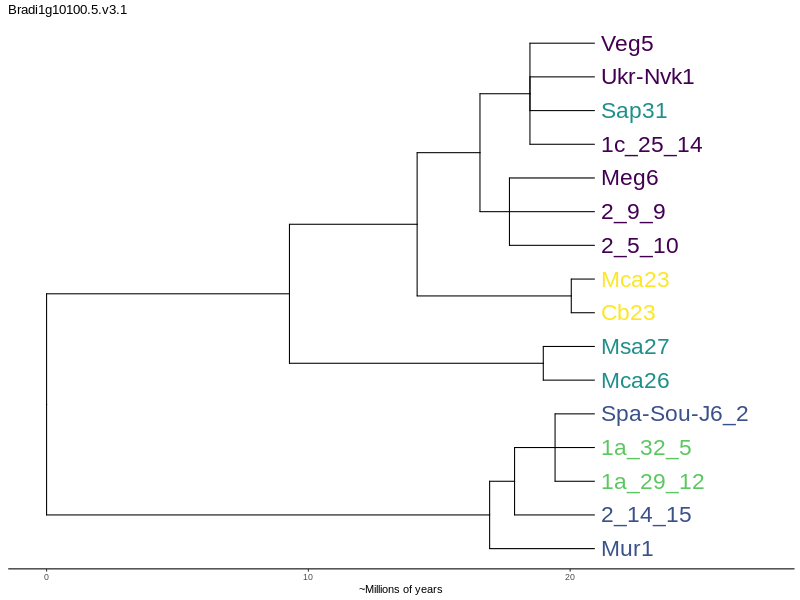 Bradi1g10100.5.v3.1
Veg5
Ukr-Nvk1
Sap31
1c_25_14
Meg6
2_9_9
2_5_10
Mca23
Cb23
Msa27
Mca26
Spa-Sou-J6_2
1a_32_5
1a_29_12
2_14_15
Mur1
0 10 20
~Millions of years